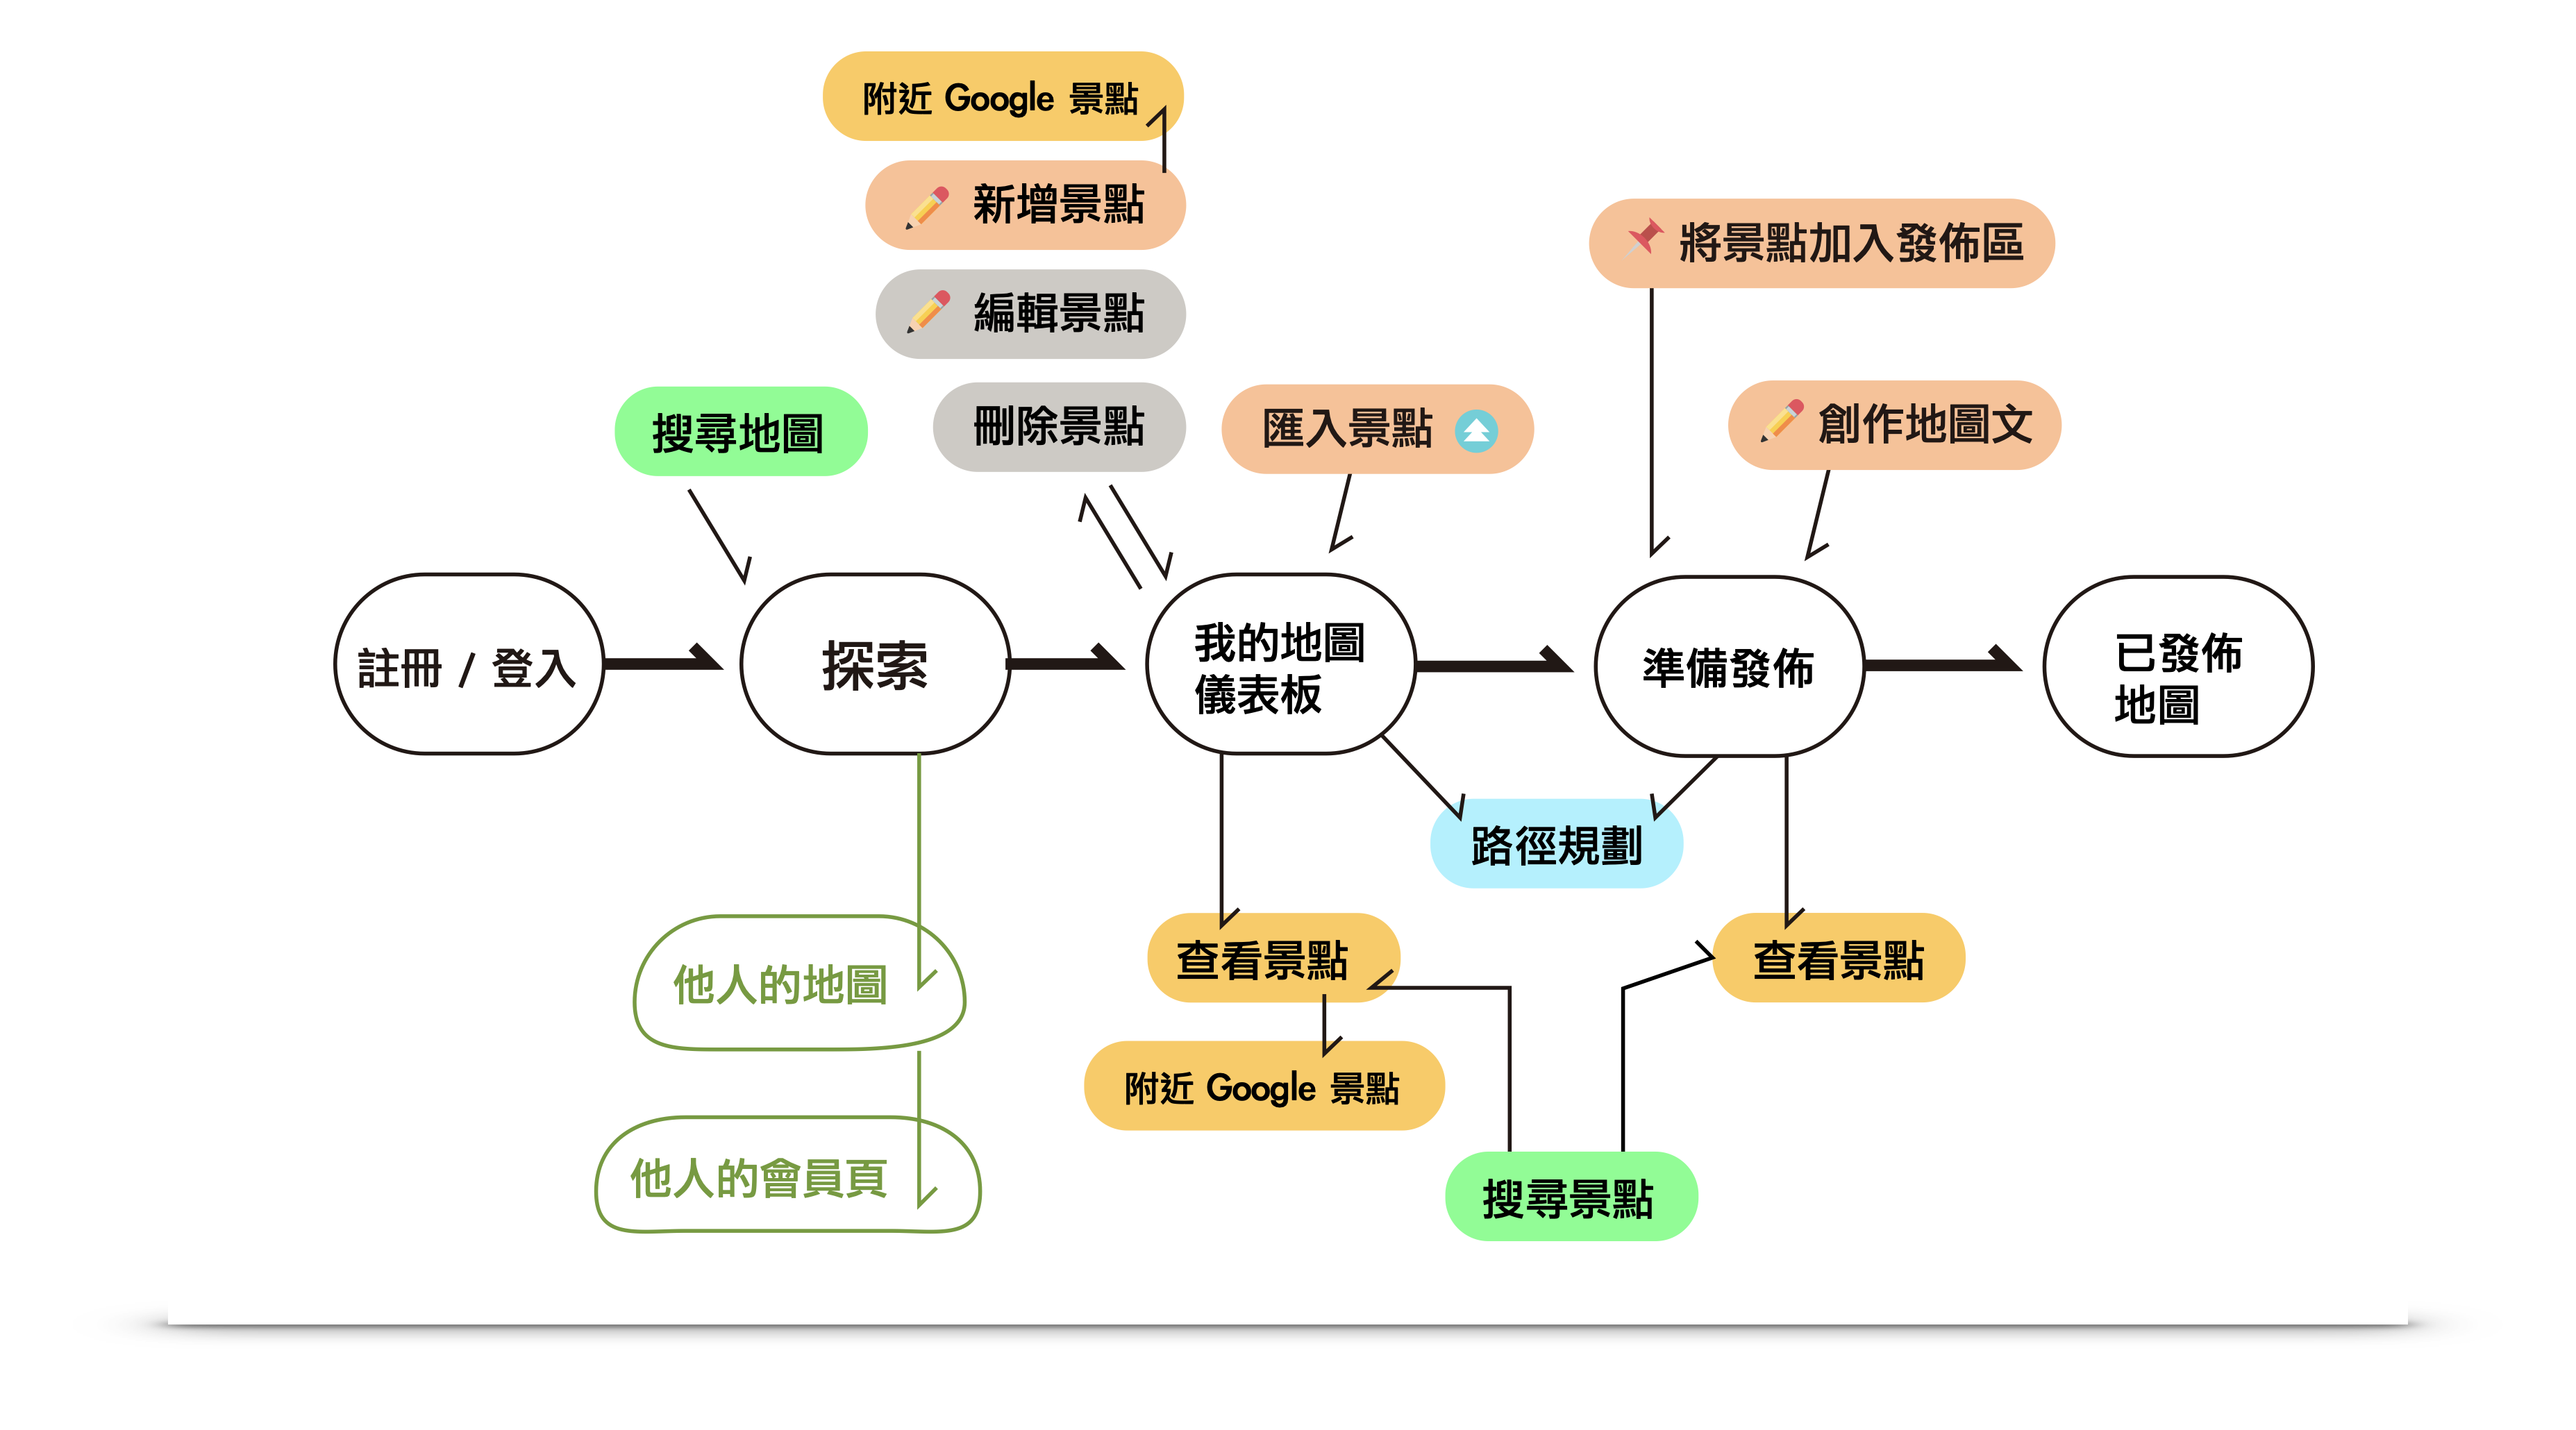 附近 Google 景點
新增景點
編輯景點
刪除景點
搜尋地圖
匯入景點
將景點加入發佈區
創作地圖文
註冊 / 登入
探索
我的地圖
儀表板
準備發佈
已發佈
地圖
路徑規劃
查看景點
查看景點
他人的地圖
附近 Google 景點
他人的會員頁
搜尋景點